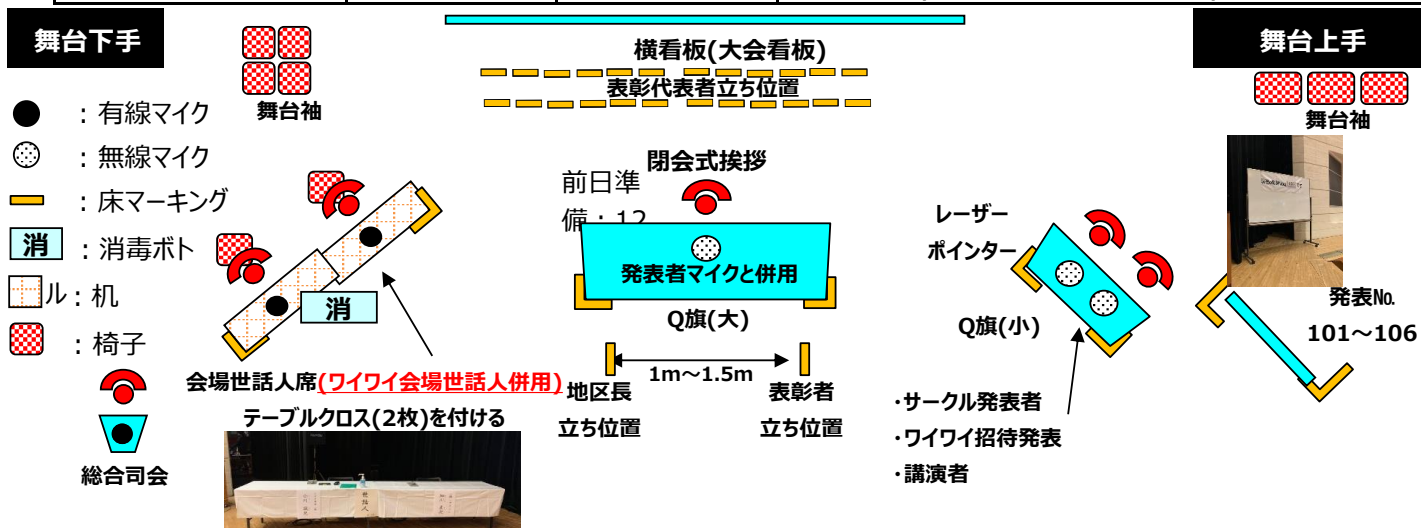 舞台下手
舞台上手
横看板(大会看板)
表彰代表者立ち位置
舞台袖
舞台袖
：有線マイク
：無線マイク
：床マーキング
消
：消毒ボト
ル
：机
：椅子
総合司会
消
会場世話人席(ワイワイ会場世話人併用)
テーブルクロス(2枚)を付ける
世話人
閉会式挨拶
前日準
備：12
発表者マイクと併用
Q旗(大)
1m～1.5m
地区長
立ち位置
表彰者
立ち位置
レーザー
ポインター
Q旗(小)
・サークル発表者
・ワイワイ招待発表
・講演者
発表No.
101～106